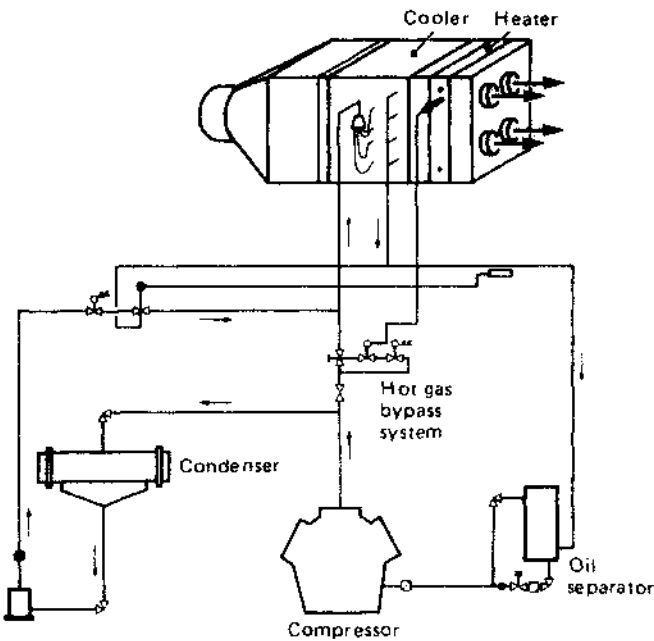 Cooler
Heater
Hot gas
bypass
system
Condenser
Oil
separator
Compressor